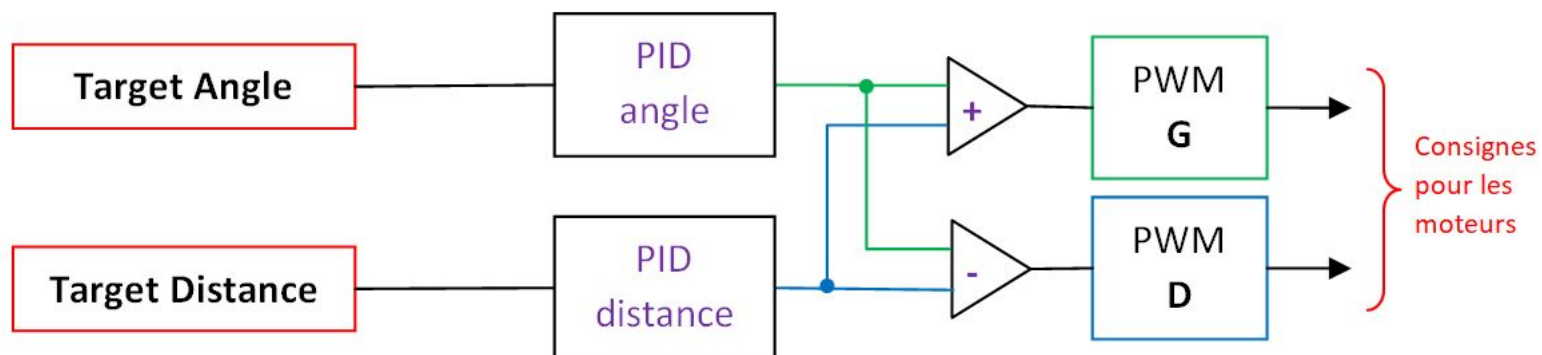 Target Angle
PID
angle
+
PWM
G
Consignes
pour les
moteurs
Target Distance
PID
distance
-
PWM
D